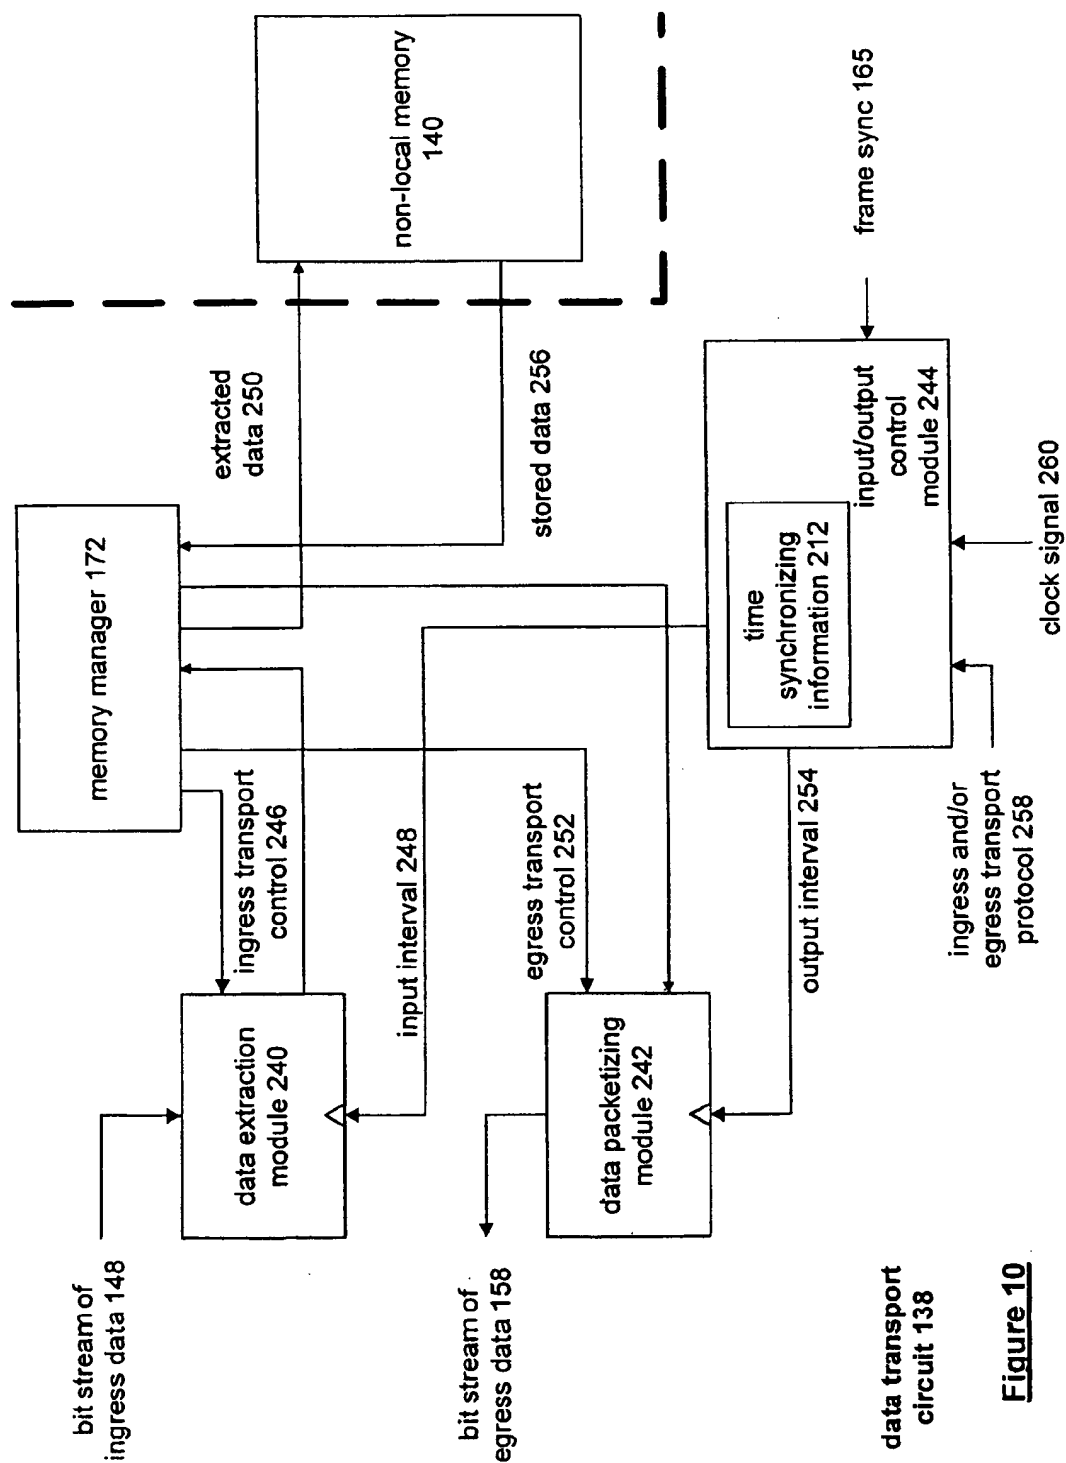 bit stream of
ingress data 148
data extraction
module 240
ingress transport
control 246
memory manager 172
extracted
data 250
non-local memory
140
input interval 248
stored data 256
bit stream of
egress data 158
data packetizing
module 242
egress transport
control 252
output interval 254
time
synchronizing
information 212
input/output
control
module 244
frame sync 165
ingress and/or
egress transport
protocol 258
clock signal 260
data transport
circuit 138
Figure 10